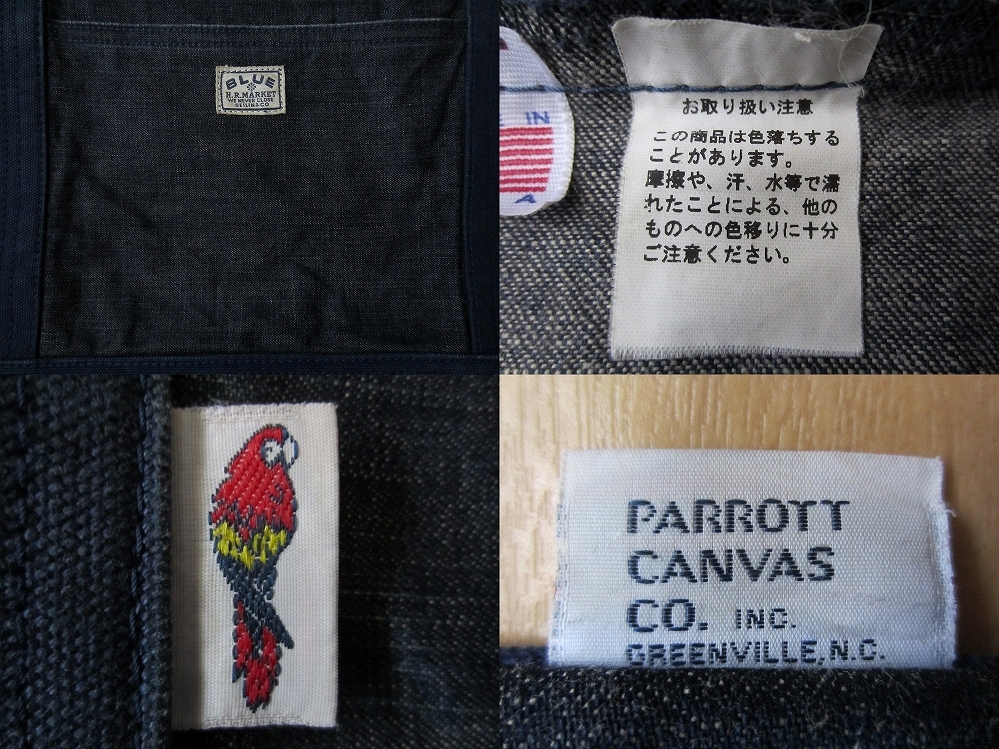 BLUE
H.R.MARKET
WE NEVER CLOSE
SEILIN&CO
IN
A
お取り扱い注意
この商品は色落ちする
ことがあります。
摩擦や、汗、水等で濡
れたことによる、他の
ものへの色移りに十分
ご注意ください。
PARROTT
CANVAS
CO. INC.
GREENVILLE, N.C.